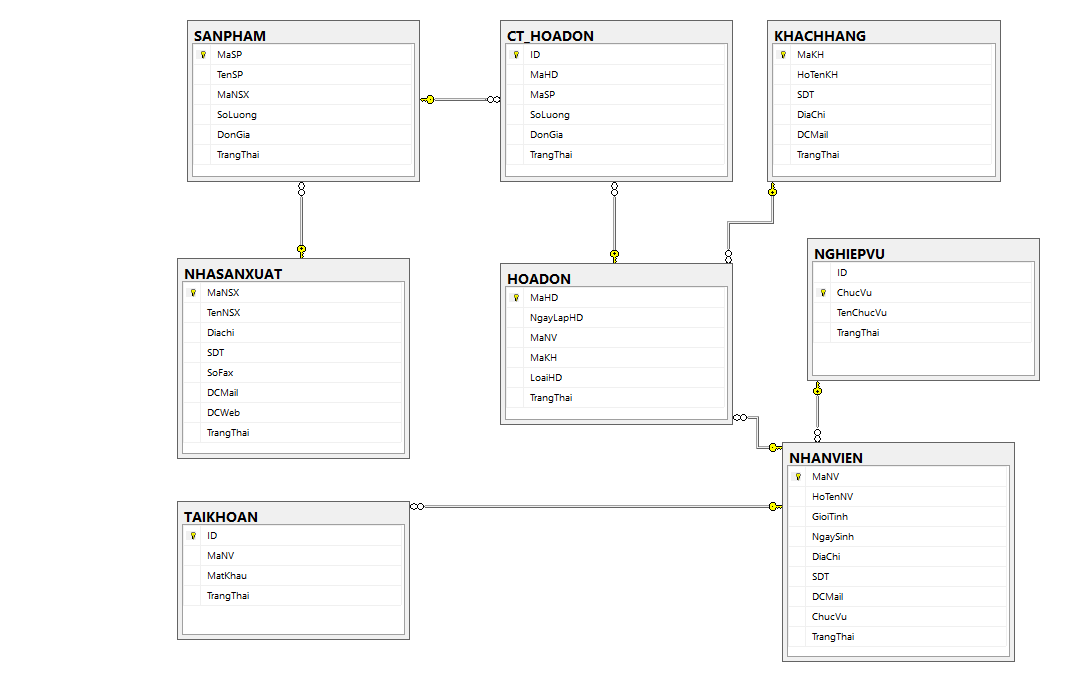 SANPHAM
MaSP
TenSP
MaNSX
SoLuong
DonGia
TrangThai
CT_HOADON
ID
MaHD
MaSP
SoLuong
DonGia
TrangThai
KHACHHANG
MaKH
HoTenKH
SDT
DiaChi
DCMail
TrangThai
NHASANXUAT
MaNSX
TenNSX
Diachi
SDT
SoFax
DCMail
DCWeb
TrangThai
HOADON
MaHD
NgayLapHD
MaNV
MaKH
LoaiHD
TrangThai
NGHIEPVU
ID
ChucVu
TenChucVu
TrangThai
TAIKHOAN
ID
MaNV
MatKhau
TrangThai
NHANVIEN
MaNV
HoTenNV
GioiTinh
NgaySinh
DiaChi
SDT
DCMail
ChucVu
TrangThai